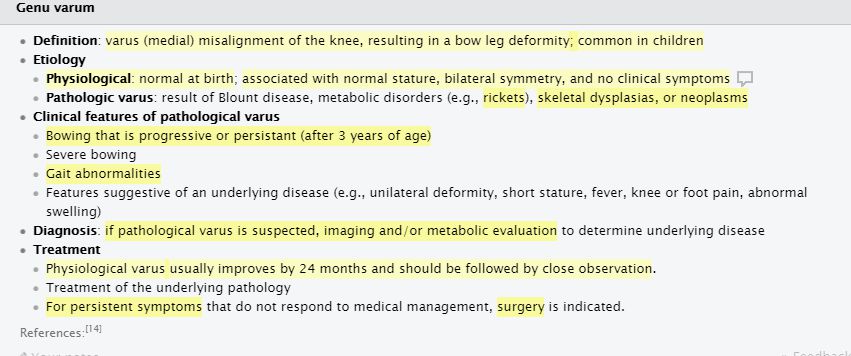 Genu varum
Definition: varus (medial) misalignment of the knee, resulting in a bow leg deformity; common in children
Etiology
Physiological: normal at birth; associated with normal stature, bilateral symmetry, and no clinical symptoms
Pathologic varus: result of Blount disease, metabolic disorders (e.g., rickets), skeletal dysplasias, or neoplasms
Clinical features of pathological varus
Bowing that is progressive or persistant (after 3 years of age)
Severe bowing
Gait abnormalities
Features suggestive of an underlying disease (e.g., unilateral deformity, short stature, fever, knee or foot pain, abnormal
swelling)
Diagnosis: if pathological varus is suspected, imaging and/or metabolic evaluation to determine underlying disease
Treatment
Physiological varus usually improves by 24 months and should be followed by close observation.
Treatment of the underlying pathology
For persistent symptoms that do not respond to medical management, surgery is indicated.
References:[14]
Your notes
Feedback